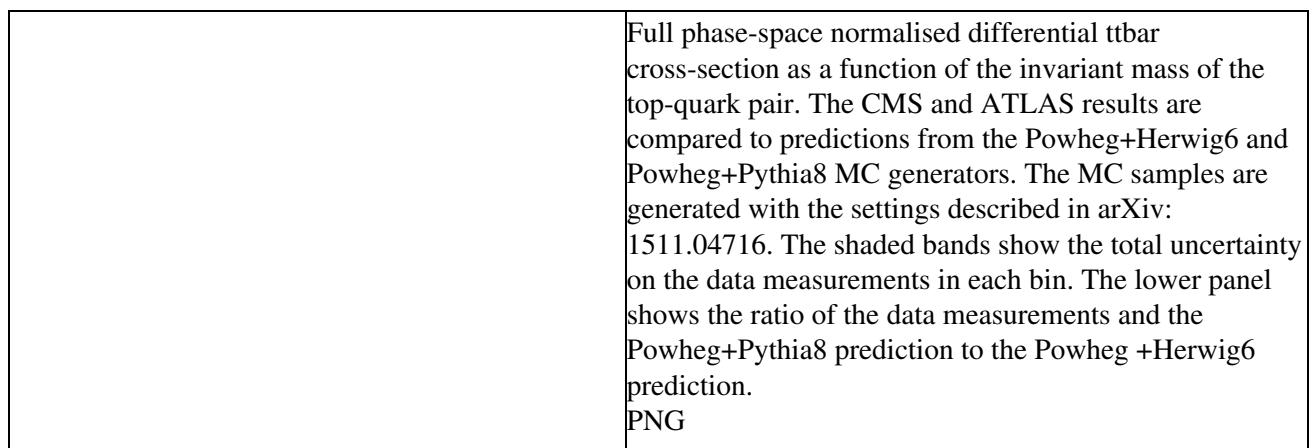 Full phase-space normalised differential ttbar
cross-section as a function of the invariant mass of the
top-quark pair. The CMS and ATLAS results are
compared to predictions from the Powheg+Herwig6 and
Powheg+Pythia8 MC generators. The MC samples are
generated with the settings described in arXiv:
1511.04716. The shaded bands show the total uncertainty
on the data measurements in each bin. The lower panel
shows the ratio of the data measurements and the
Powheg+Pythia8 prediction to the Powheg +Herwig6
prediction.
PNG